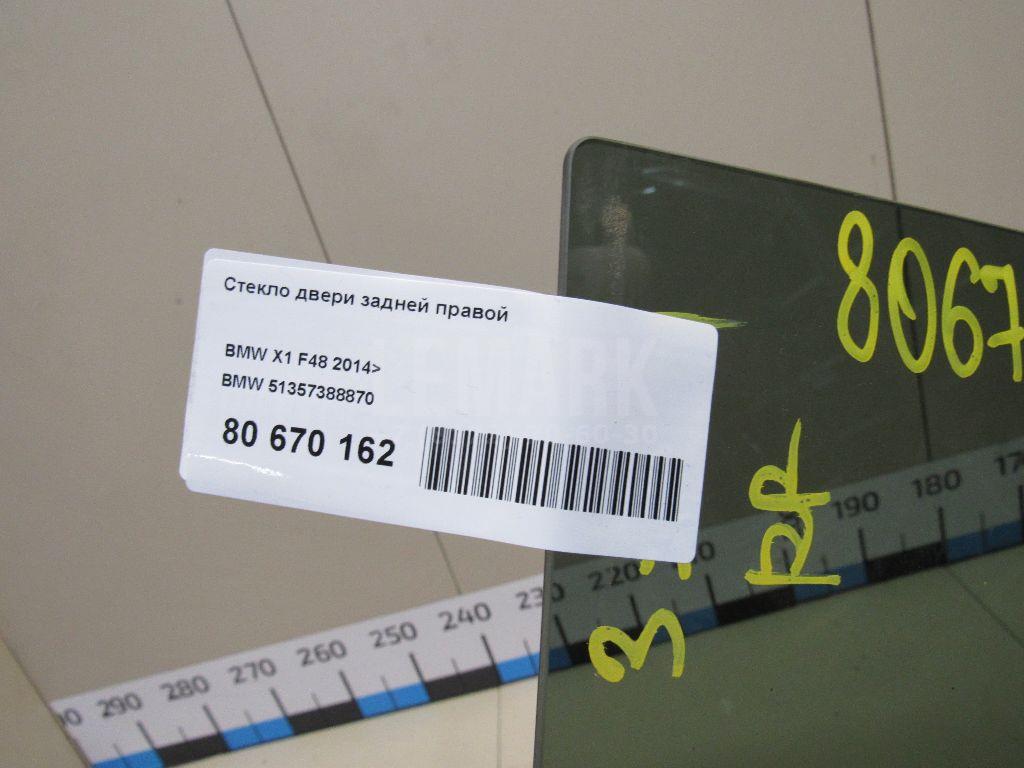 Стекло двери задней правой
BMW X1 F48 2014>
BMW 51357388870
80 670 162
LEMARK
8067
290 280 270 260 250 240 220 190 180